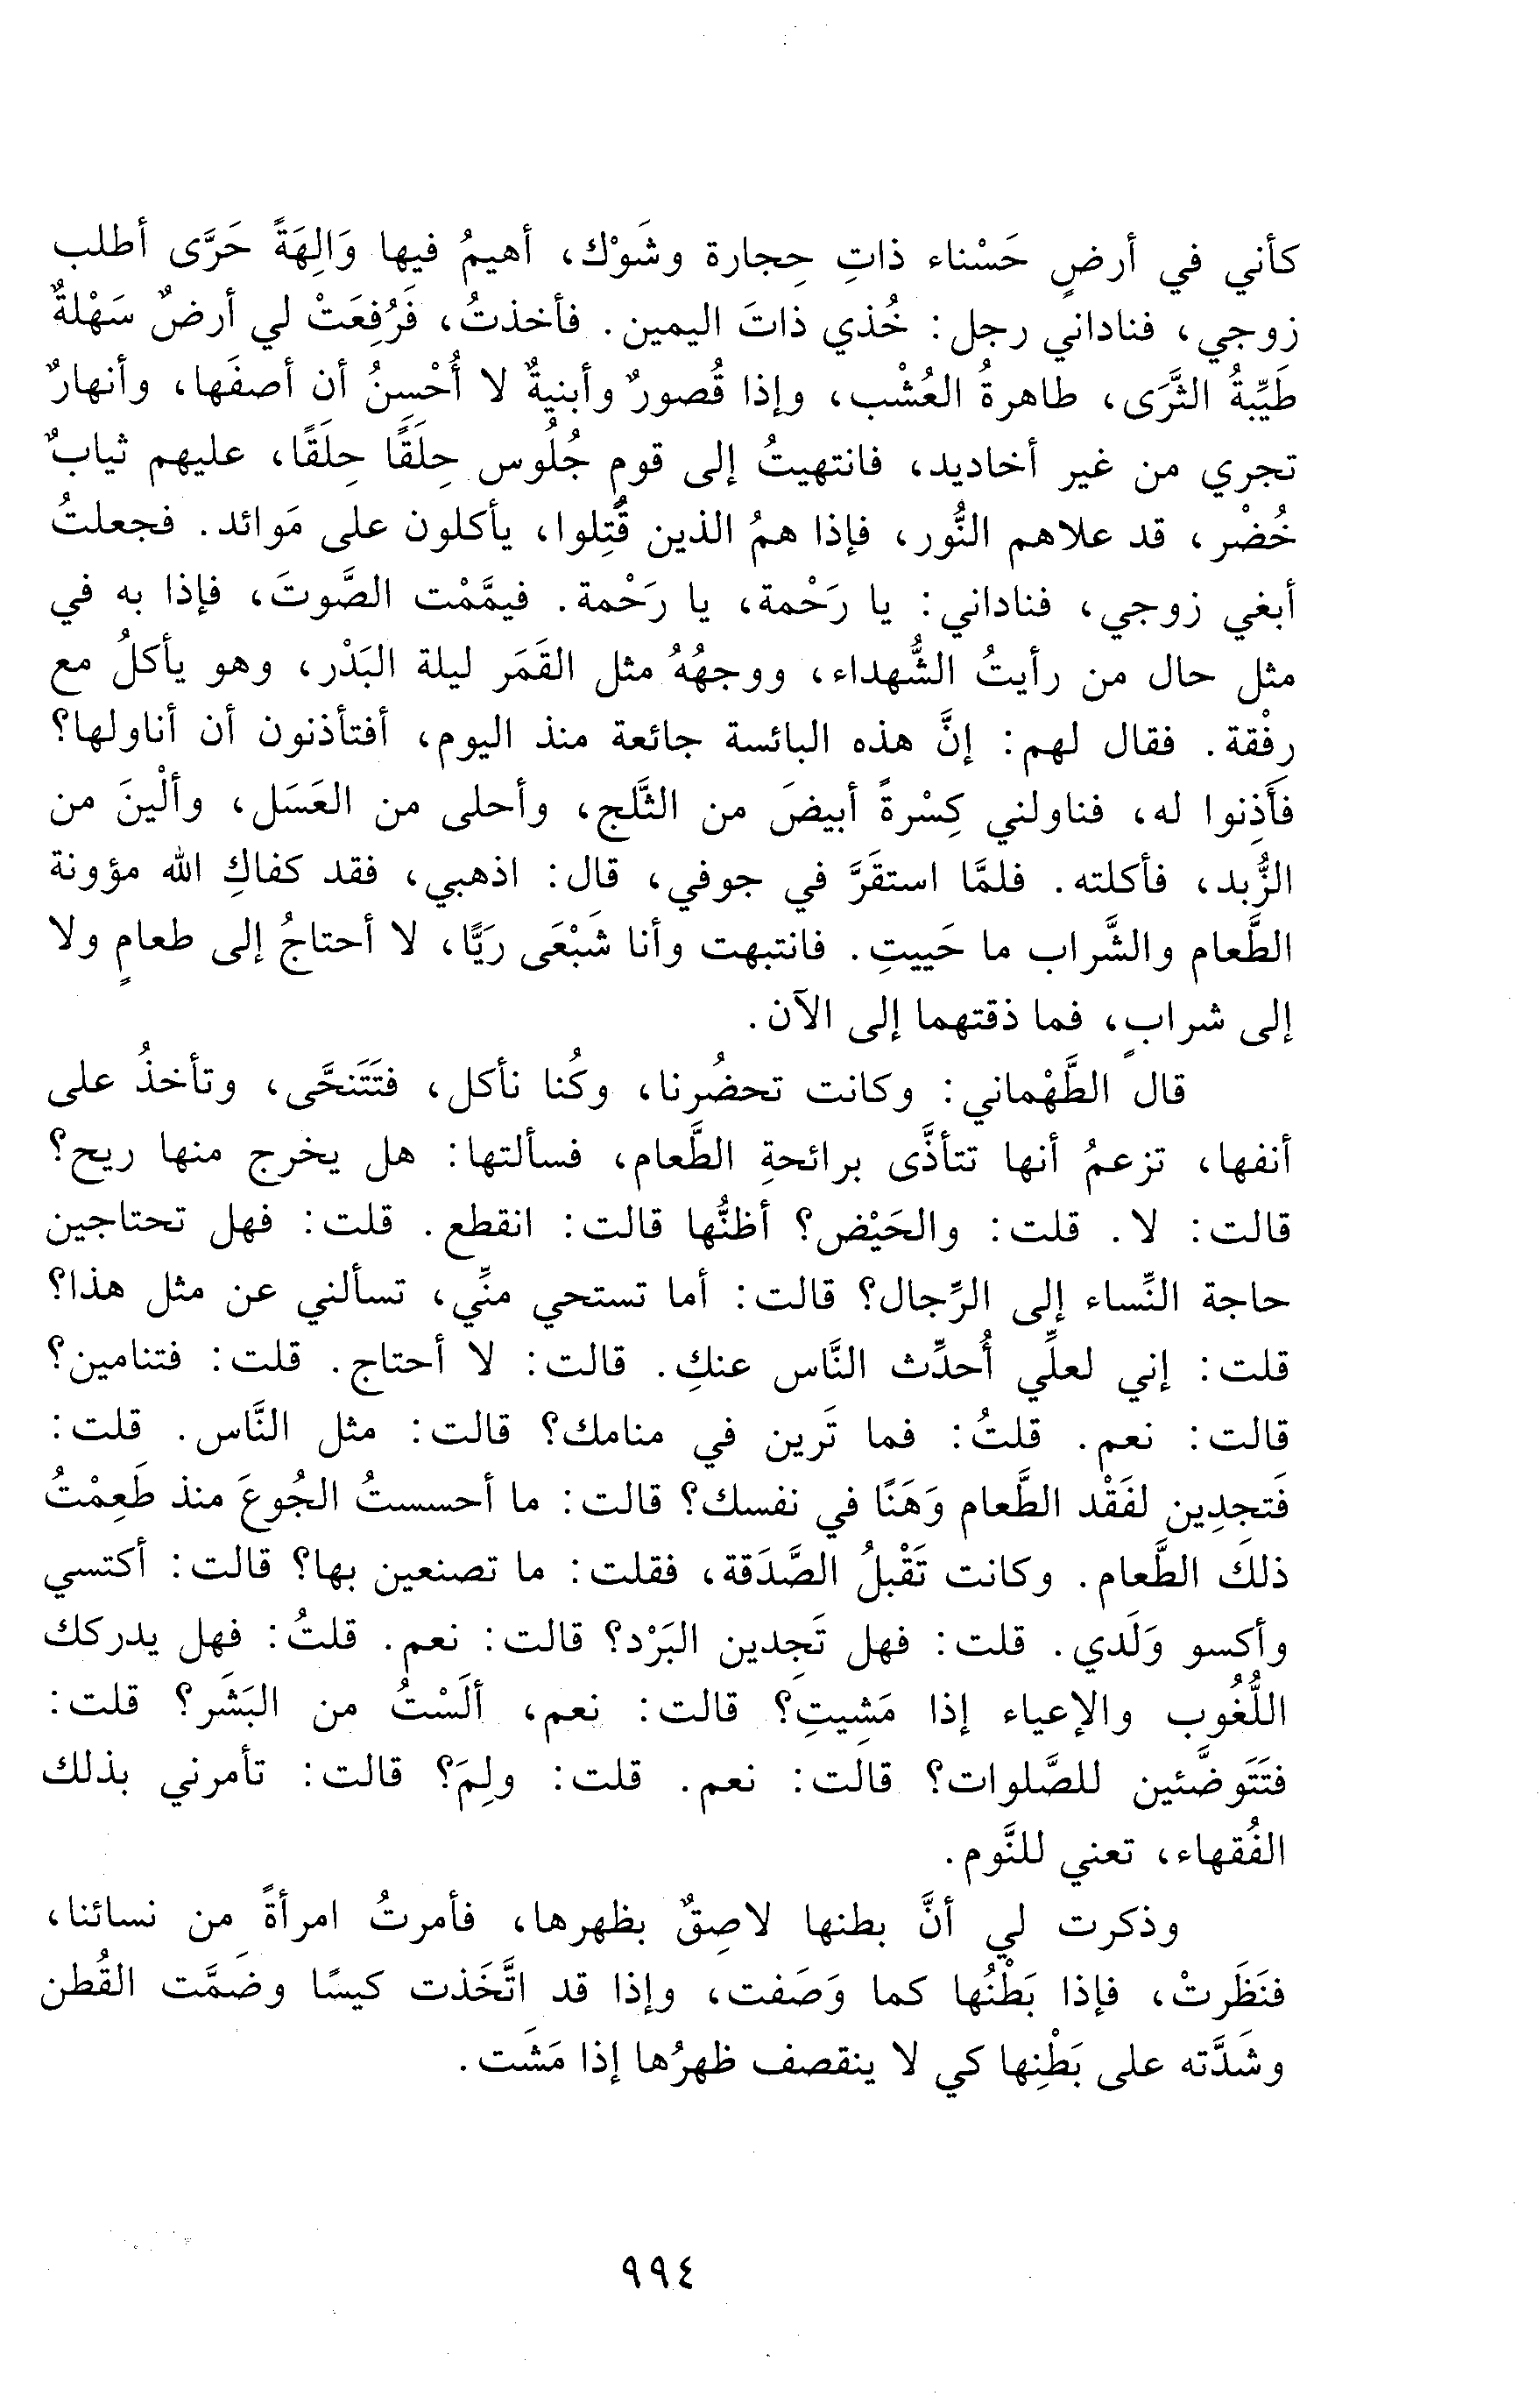 كأني في أرضٍ حَسْناء ذاتِ حِجارة وشَوْك، أهيمُ فيها وَالِهَةً حَرَّى أطلب
زوجي، فناداني رجل: خُذي ذاتَ اليمين. فأخذتُ، فَرُفِعَتْ لي أرضٌ سَهْلةٌ
طَيِّبةُ الثَّرَى، طاهرةُ العُشْب، وإذا قُصورٌ وأبنيةٌ لا أُحْسِنُ أن أصفَها، وأنهارٌ
تجري من غير أخاديد، فانتهيتُ إلى قومٍ جُلُوس حِلَقًا حِلَقًا، عليهم ثيابٌ
خُضْر، قد علاهم النُّور، فإذا همُ الذين قُتِلوا، يأكلون على مَوائد. فجعلتُ
أبغي زوجي، فناداني: يا رَحْمة، يا رَحْمة. فيمَّمْت الصَّوتَ، فإذا به في
مثل حال من رأيتُ الشُّهداء، ووجهُهُ مثل القَمَر ليلة البَدْر، وهو يأكلُ مع
رفْقة. فقال لهم: إنَّ هذه البائسة جائعة منذ اليوم، أفتأذنون أن أناولها؟
فأَذِنوا له، فناولني كِسْرةً أبيضَ من الثَّلج، وأحلى من العَسَل، وألْينَ من
الزُّبد، فأكلته. فلمَّا استقَرَّ في جوفي، قال: اذهبي، فقد كفاكِ الله مؤونة
الطَّعام والشَّراب ما حَييتِ. فانتبهت وأنا شَبْعَى رَيًّا، لا أحتاجُ إلى طعامٍ ولا
إلى شرابٍ، فما ذقتهما إلى الآن.
قال الطَّهْماني: وكانت تحضُرنا، وكُنا نأكل، فتَتَنحَّى، وتأخذُ على
أنفها، تزعمُ أنها تتأذَّى برائحةِ الطَّعام، فسألتها: هل يخرج منها ريح؟
قالت: لا. قلت: والحَيْض؟ أظنُّها قالت: انقطع. قلت: فهل تحتاجين
حاجة النِّساء إلى الرِّجال؟ قالت: أما تستحي منِّي، تسألني عن مثل هذا؟
قلت: إني لعلِّي أُحدِّث النَّاس عنكِ. قالت: لا أحتاج. قلت: فتنامين؟
قالت: نعم. قلتُ: فما تَرين في منامك؟ قالت: مثل النَّاس. قلت:
فَتجِدِين لفَقْد الطَّعام وَهَنًا في نفسك؟ قالت: ما أحسستُ الجُوعَ منذ طَعِمْتُ
ذلكَ الطَّعام. وكانت تَقْبلُ الصَّدَقة، فقلت: ما تصنعين بها؟ قالت: أكتسي
وأكسو وَلَدي. قلت: فهل تَجِدين البَرْد؟ قالت: نعم. قلتُ: فهل يدركك
اللُّغُوب والإعياء إذا مَشِيتِ؟ قالت: نعم، ألَسْتُ من البَشَر؟ قلت:
فتَتَوضَّئين للصَّلوات؟ قالت: نعم. قلت: ولِمَ؟ قالت: تأمرني بذلك
الفُقهاء، تعني للنَّوم.
وذكرت لي أنَّ بطنها لاصِقٌ بظهرها، فأمرتُ امرأةً من نسائنا،
فنَظَرتْ، فإذا بَطْنُها كما وَصَفت، وإذا قد اتَّخَذت كيسًا وضَمَّت القُطن
وشَدَّته على بَطْنِها كي لا ينقصف ظهرُها إذا مَشَت.
٩٩٤